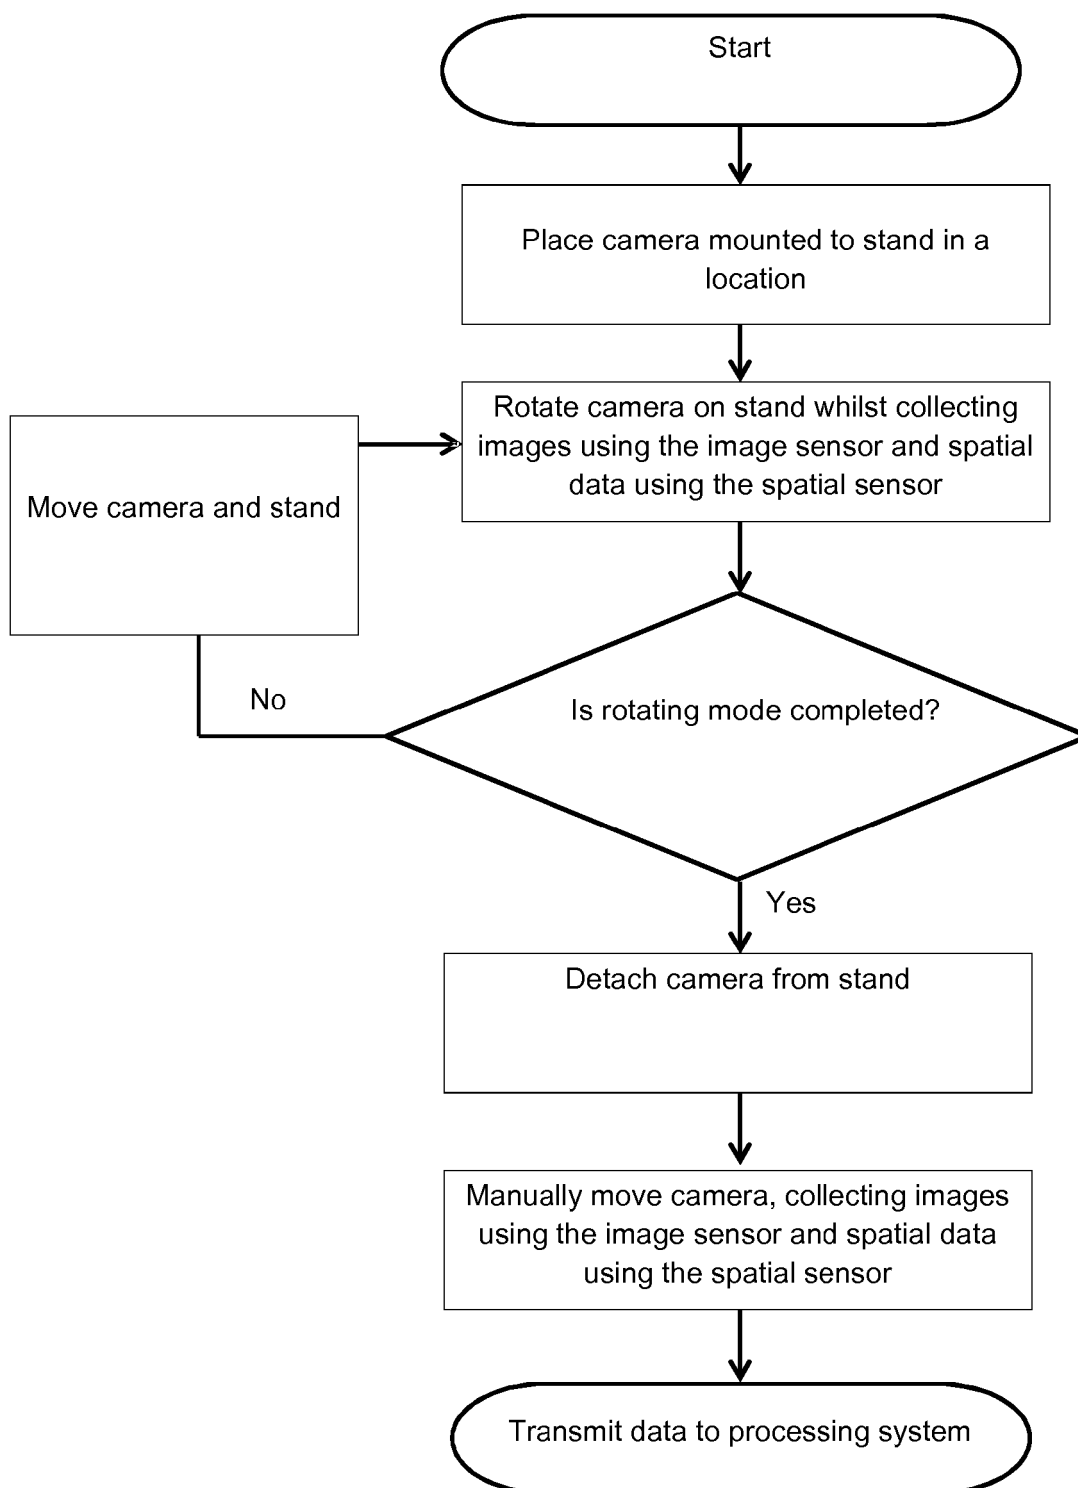 Start
Place camera mounted to stand in a
location
Rotate camera on stand whilst collecting
images using the image sensor and spatial
data using the spatial sensor
Move camera and stand
No
Is rotating mode completed?
Yes
Detach camera from stand
Manually move camera, collecting images
using the image sensor and spatial data
using the spatial sensor
Transmit data to processing system